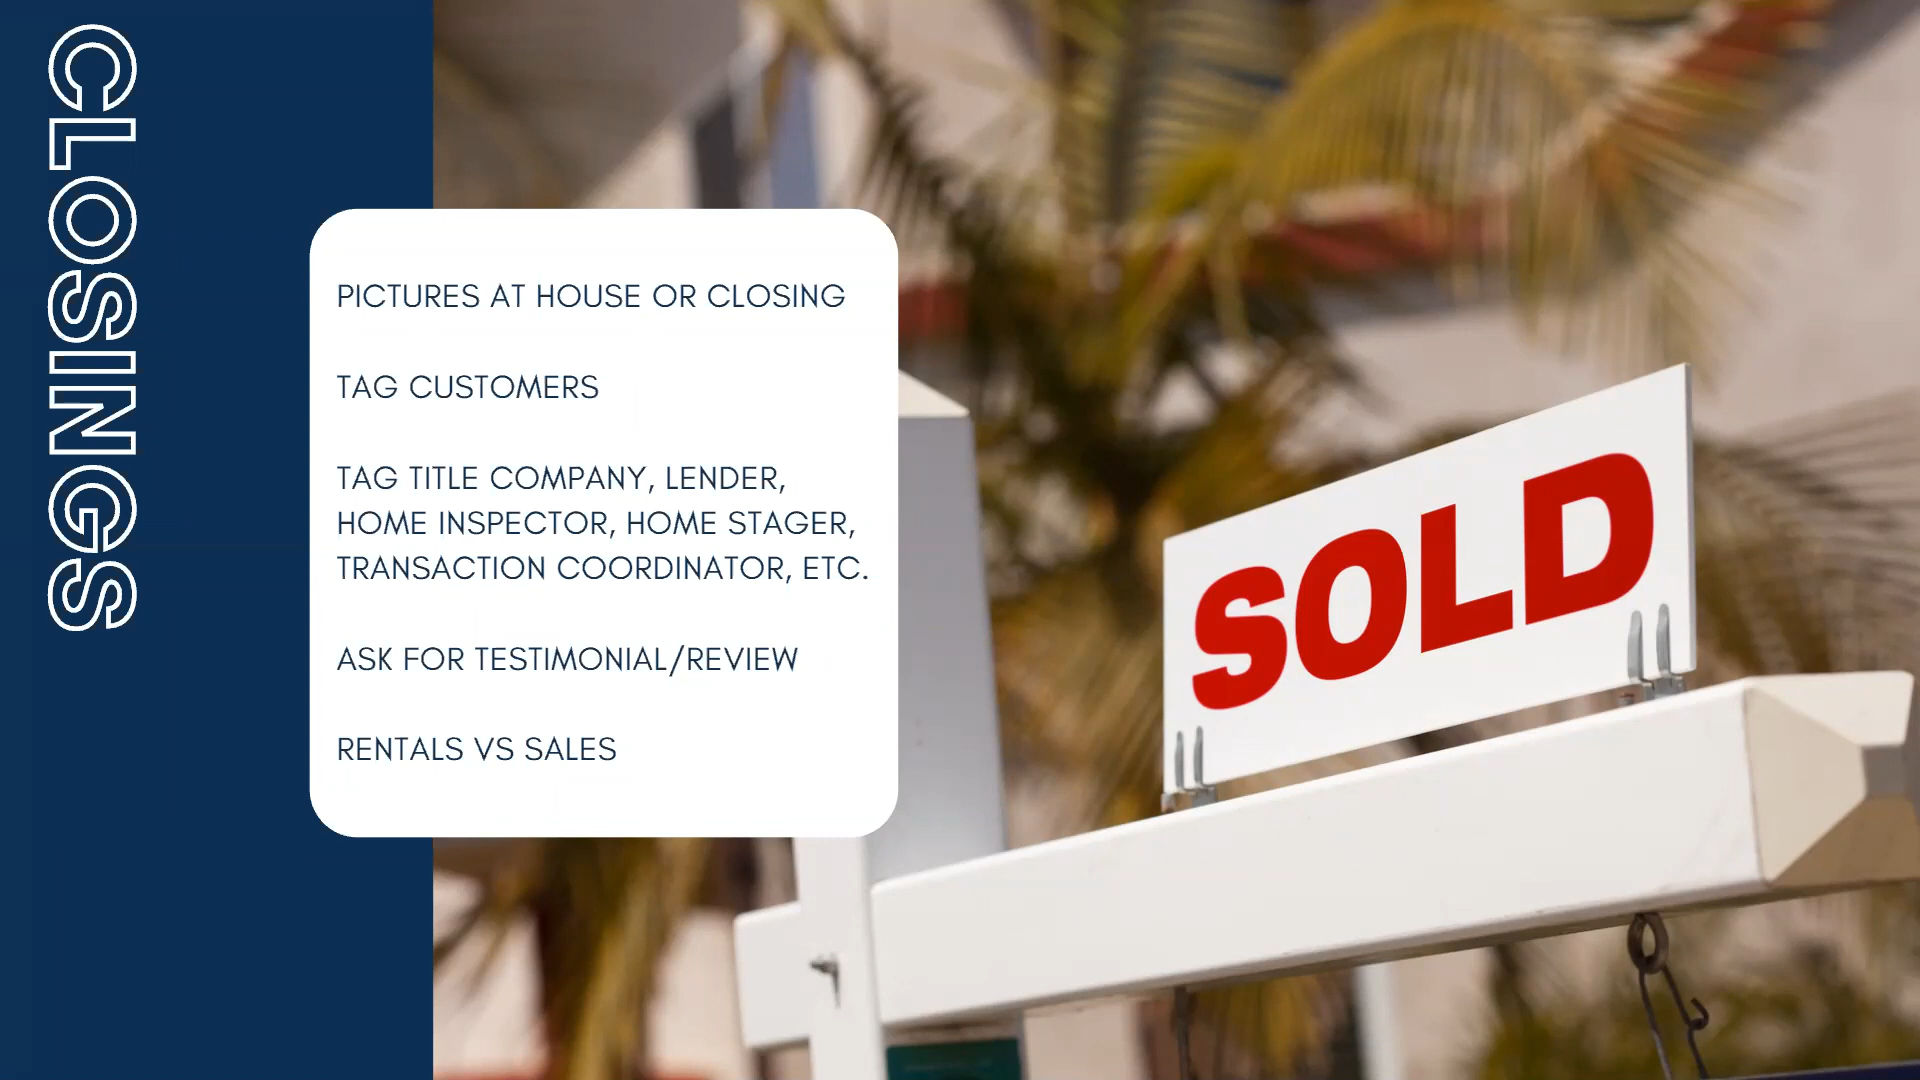 CLOSINGS
PICTURES AT HOUSE OR CLOSING
TAG CUSTOMERS
TAG TITLE COMPANY, LENDER,
HOME INSPECTOR, HOME STAGER,
TRANSACTION COORDINATOR, ETC.
ASK FOR TESTIMONIAL/REVIEW
RENTALS VS SALES
SOLD